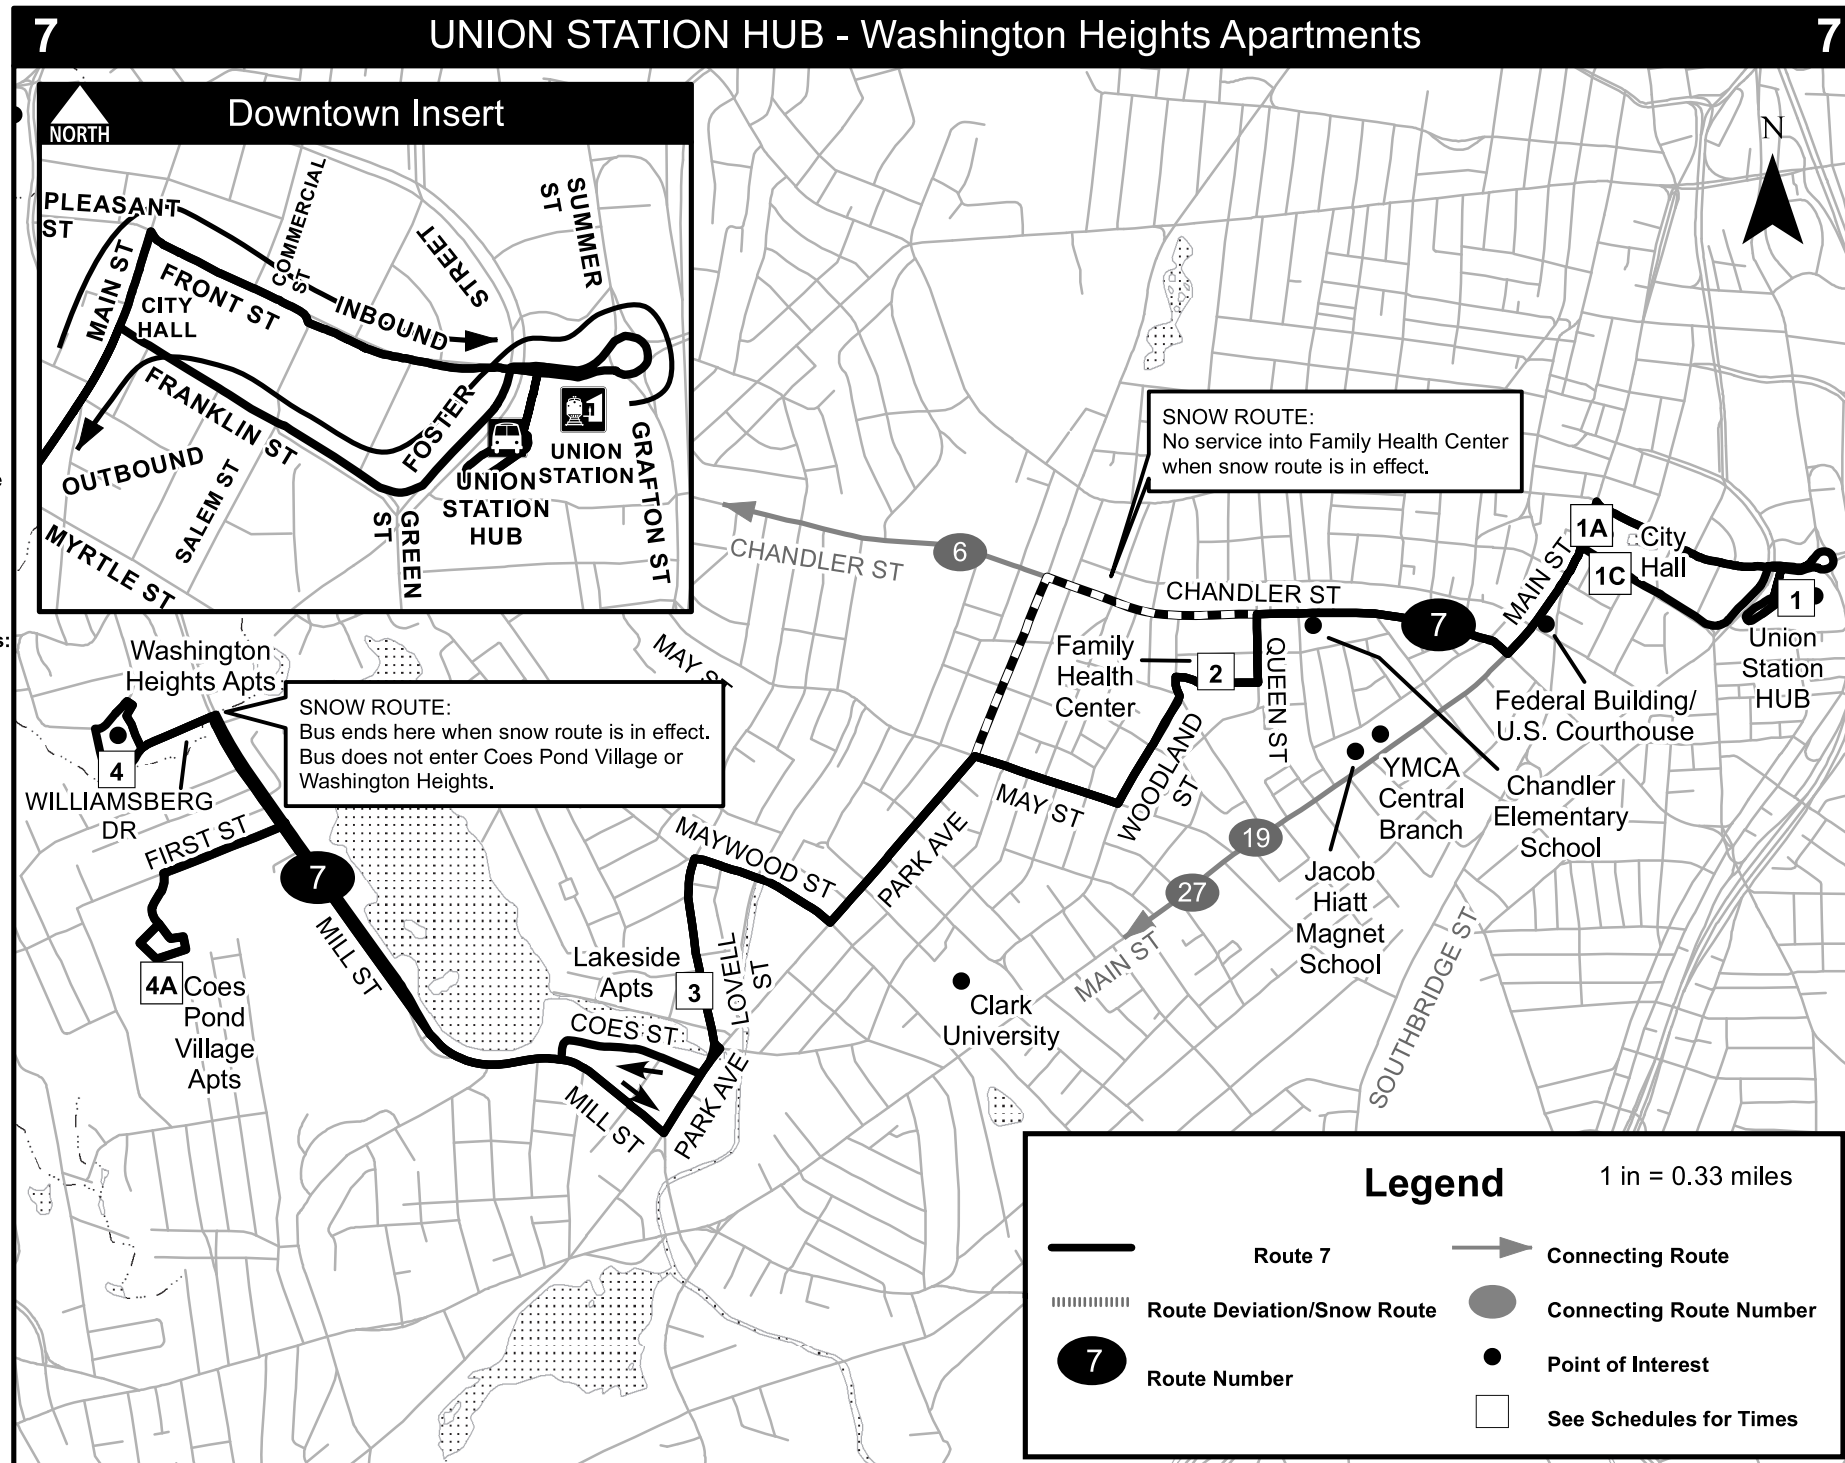 7 UNION STATION HUB - Washington Heights Apartments 7
NORTH
Downtown Insert
PLEASANT
ST
MAIN ST
CITY
HALL
FRONT ST
COMMERCIAL
ST
INBOUND
STREET
SUMMER
ST
FOSTER
FRANKLIN ST
OUTBOUND
SALEM ST
MYRTLE ST
GREEN
ST
UNION
STATION
HUB
UNION
STATION
GRAFTON ST
N
SNOW ROUTE:
No service into Family Health Center
when snow route is in effect.
6
CHANDLER ST
CHANDLER ST
7
MAIN ST
1A
1C
City
Hall
1
Union
Station
HUB
s:
Washington
Heights Apts
4
WILLIAMSBERG
DR
SNOW ROUTE:
Bus ends here when snow route is in effect.
Bus does not enter Coes Pond Village or
Washington Heights.
MAY ST
Family
Health
Center
2
QUEEN ST
WOODLAND
ST
MAY ST
Federal Building/
U.S. Courthouse
YMCA
Central
Branch
Chandler
Elementary
School
Jacob
Hiatt
Magnet
School
19
27
MAIN ST
SOUTHBRIDGE ST
FIRST ST
7
MILL ST
4A
Coes
Pond
Village
Apts
MAYWOOD ST
PARK AVE
Lakeside
Apts
3
LOVELL
ST
COES ST
MILL ST
PARK AVE
Clark
University
Legend
1 in = 0.33 miles
Route 7
Connecting Route
Route Deviation/Snow Route
Connecting Route Number
7
Route Number
Point of Interest
See Schedules for Times